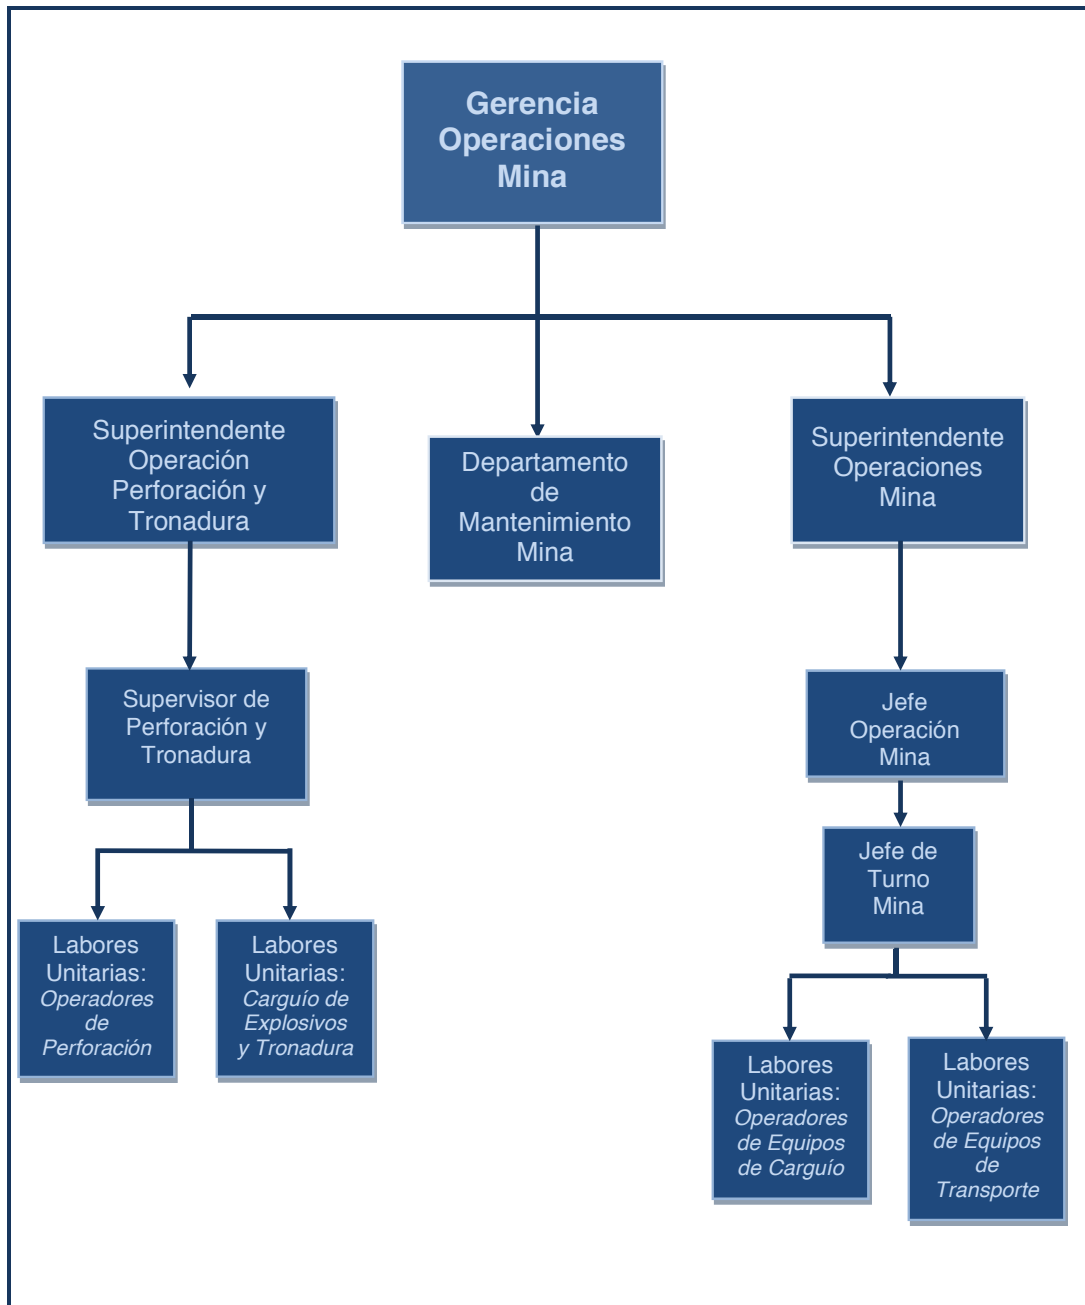 Gerencia
Operaciones
Mina
Superintendente
Operación
Perforación y
Tronadura
Departamento
de
Mantenimiento
Mina
Superintendente
Operaciones
Mina
Supervisor de
Perforación y
Tronadura
Jefe
Operación
Mina
Jefe de
Turno
Mina
Labores
Unitarias:
Operadores
de
Perforación
Labores
Unitarias:
Carguío de
Explosivos
y Tronadura
Labores
Unitarias:
Operadores
de Equipos
de Carguío
Labores
Unitarias:
Operadores
de Equipos
de
Transporte